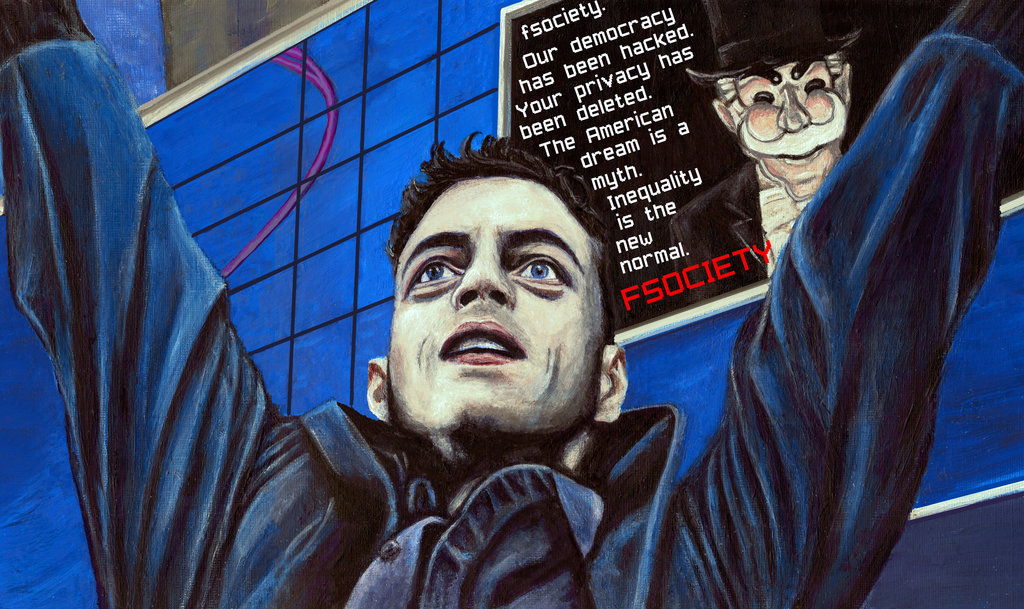 fsociety.
Our democracy
has been hacked.
Your privacy has
been deleted.
The American
dream is a
myth.
Inequality
is the
new
normal.
FSOCIETY